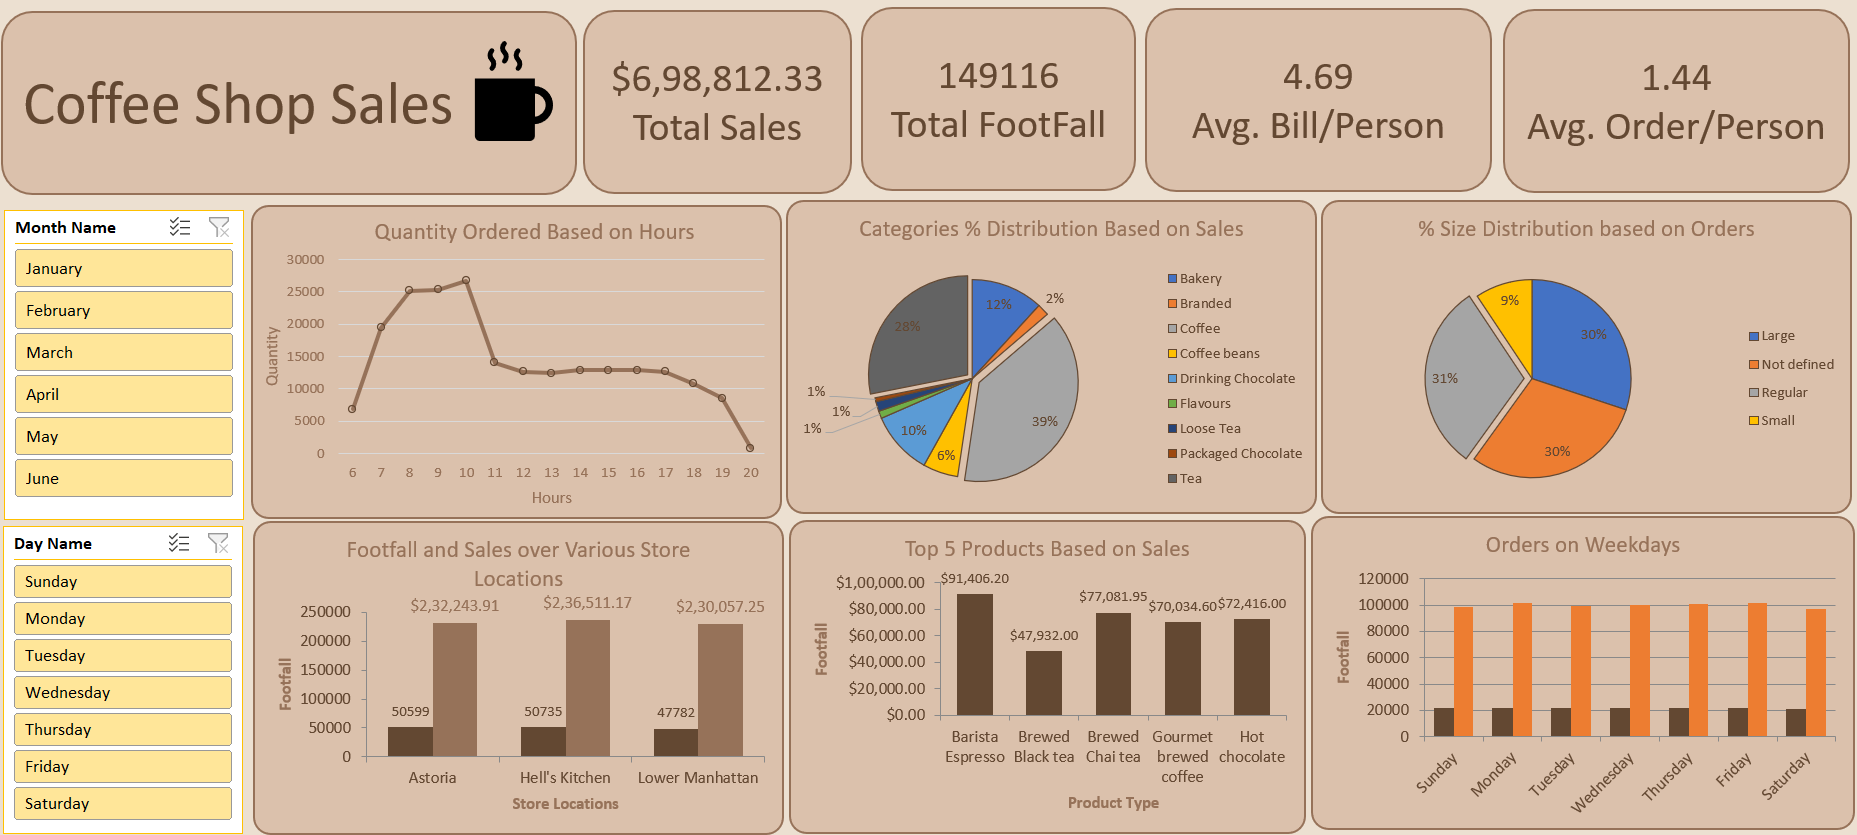 Coffee Shop Sales
$6,98,812.33
Total Sales
149116
Total FootFall
4.69
Avg. Bill/Person
1.44
Avg. Order/Person
Month Name
January
February
March
April
May
June
Day Name
Sunday
Monday
Tuesday
Wednesday
Thursday
Friday
Saturday
Quantity Ordered Based on Hours
Quantity
30000
25000
20000
15000
10000
5000
0
6 7 8 9 10 11 12 13 14 15 16 17 18 19 20
Hours
Categories % Distribution Based on Sales
12%
2%
39%
6%
10%
1%
1%
1%
28%
Bakery
Branded
Coffee
Coffee beans
Drinking Chocolate
Flavours
Loose Tea
Packaged Chocolate
Tea
% Size Distribution based on Orders
30%
30%
31%
9%
Large
Not defined
Regular
Small
Footfall and Sales over Various Store
Locations
Footfall
250000
200000
150000
100000
50000
0
$2,32,243.91
$2,36,511.17
$2,30,057.25
50599
50735
47782
Astoria
Hell's Kitchen
Lower Manhattan
Store Locations
Top 5 Products Based on Sales
Footfall
$1,00,000.00
$80,000.00
$60,000.00
$40,000.00
$20,000.00
$0.00
$91,406.20
$47,932.00
$77,081.95
$70,034.60
$72,416.00
Barista
Espresso
Brewed
Black tea
Brewed
Chai tea
Gourmet
brewed
coffee
Hot
chocolate
Product Type
Orders on Weekdays
Footfall
120000
100000
80000
60000
40000
20000
0
Sunday
Monday
Tuesday
Wednesday
Thursday
Friday
Saturday